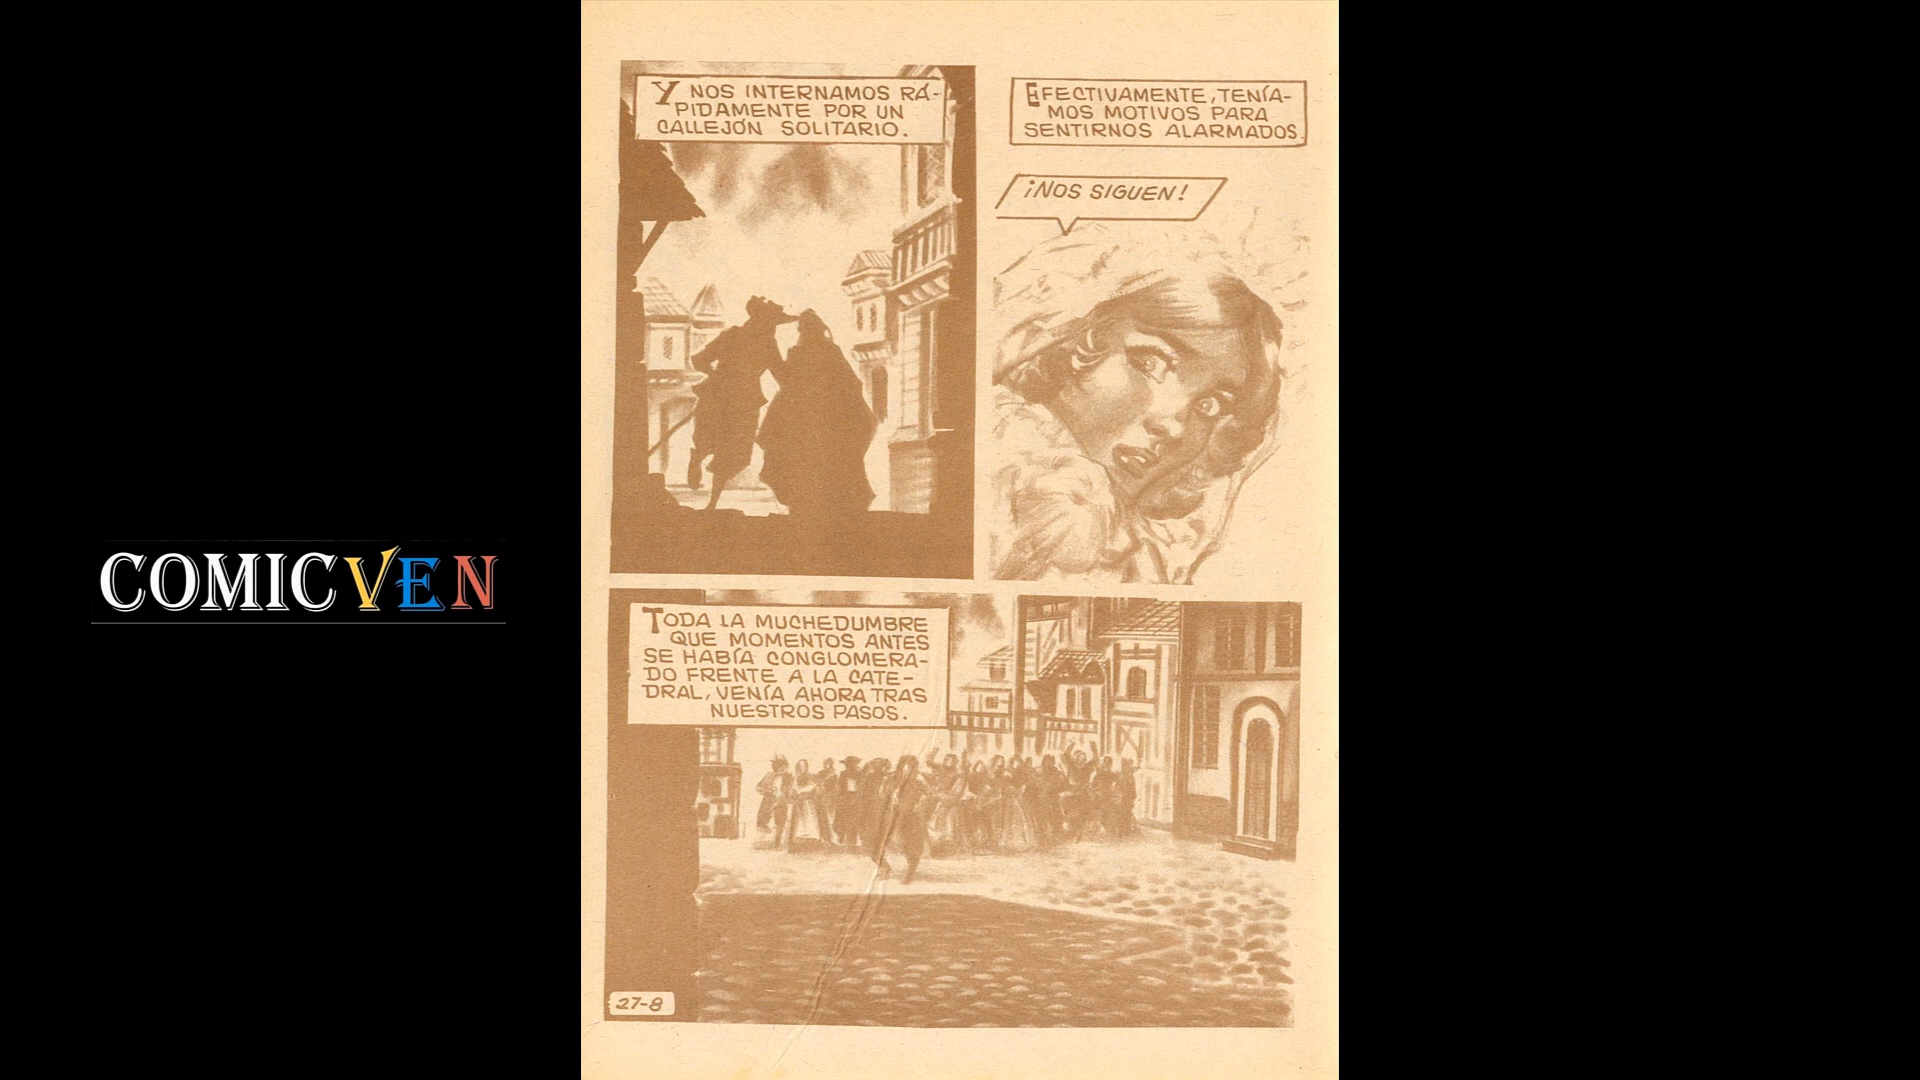 Y NOS INTERNAMOS RÁ-
PIDAMENTE POR UN
CALLEJÓN SOLITARIO.
EFECTIVAMENTE, TENÍA-
MOS MOTIVOS PARA
SENTIRNOS ALARMADOS.
¡NOS SIGUEN!
TODA LA MUCHEDUMBRE
QUE MOMENTOS ANTES
SE HABÍA CONGLOMERA-
DO FRENTE A LA CATE-
DRAL, VENÍA AHORA TRAS
NUESTROS PASOS.
27-8
COMICVEN